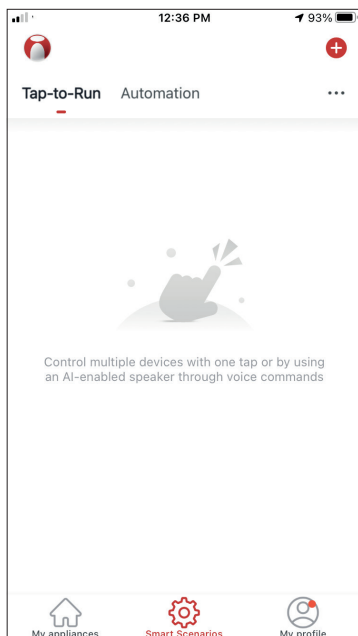 12:36 PM
93%
Tap-to-Run Automation
Control multiple devices with one tap or by using
an AI-enabled speaker through voice commands
My appliances Smart Scenarios My profile